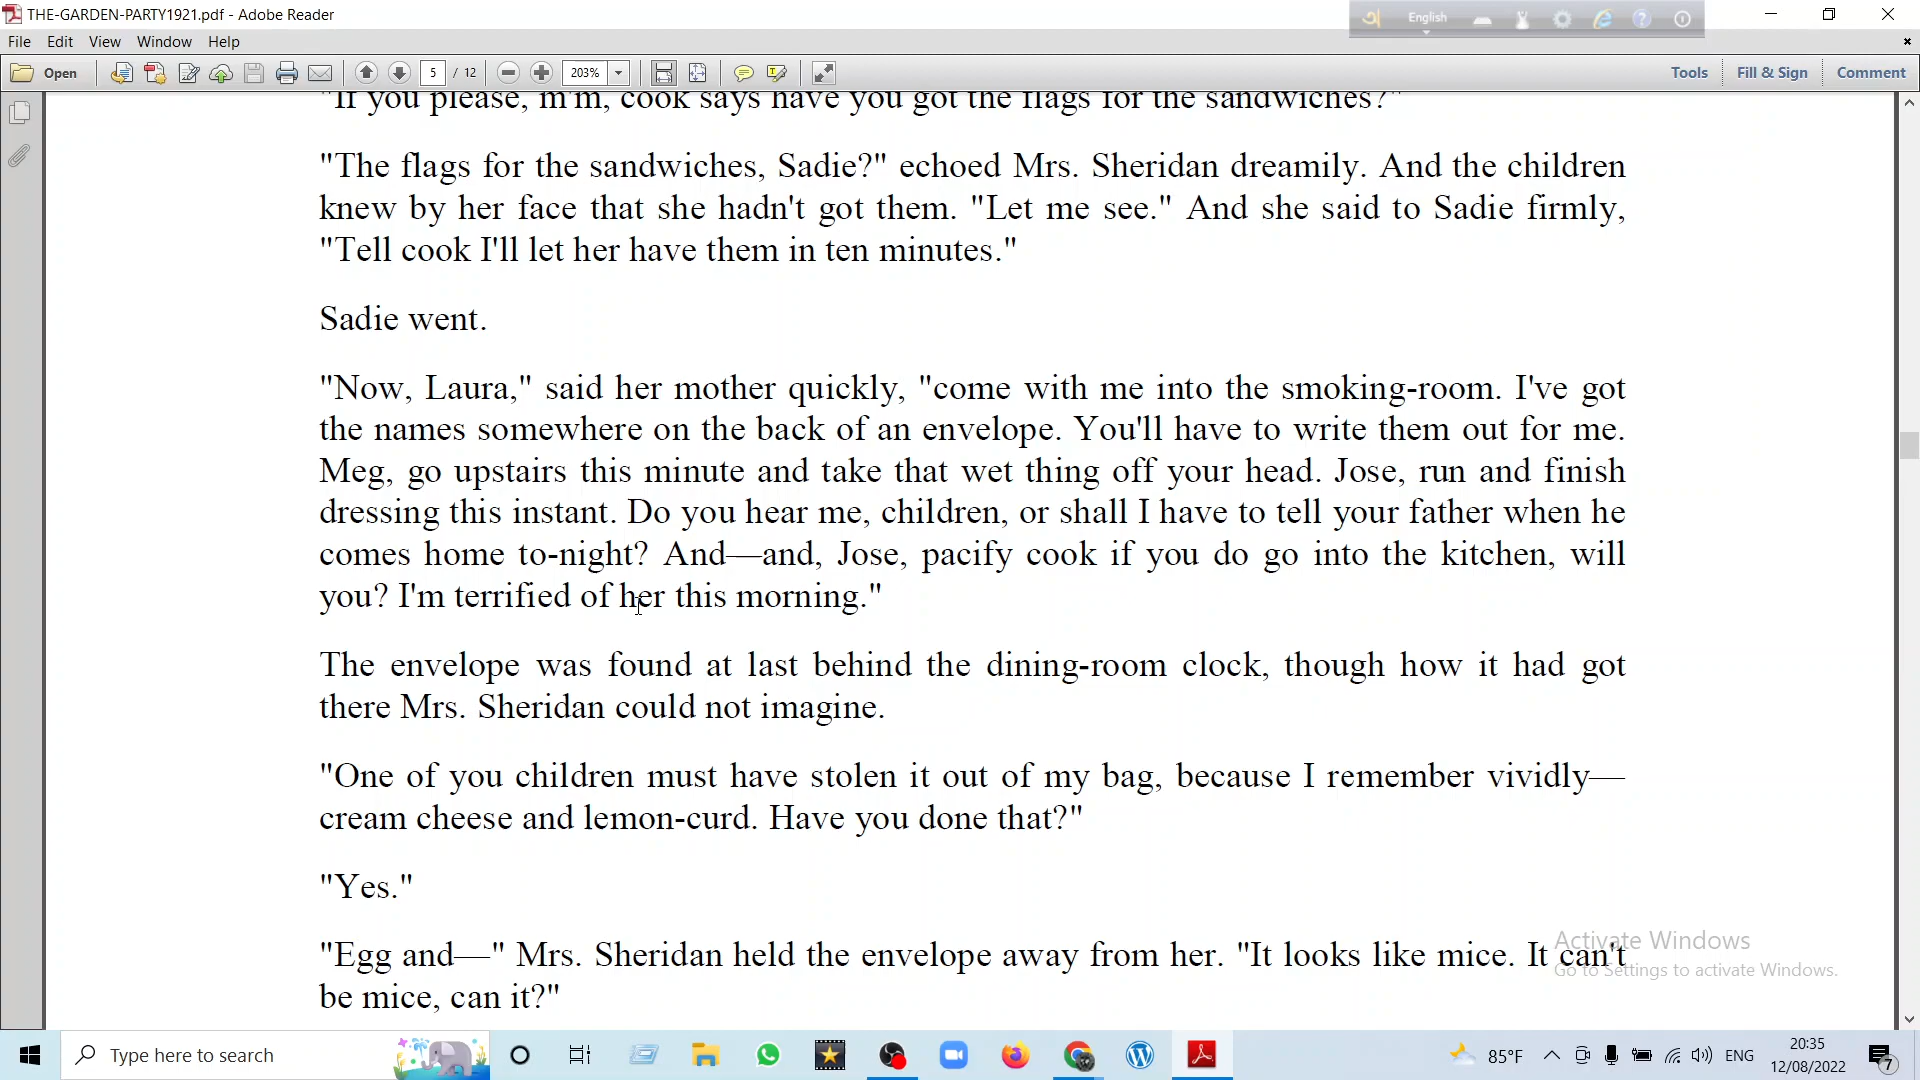 THE-GARDEN-PARTY1921.pdf - Adobe Reader
English
File Edit View Window Help
Open 5 / 12 203% Tools Fill & Sign Comment
"If you please, m'm, cook says have you got the flags for the sandwiches?"
"The flags for the sandwiches, Sadie?" echoed Mrs. Sheridan dreamily. And the children
knew by her face that she hadn't got them. "Let me see." And she said to Sadie firmly,
"Tell cook I'll let her have them in ten minutes."
Sadie went.
"Now, Laura," said her mother quickly, "come with me into the smoking-room. I've got
the names somewhere on the back of an envelope. You'll have to write them out for me.
Meg, go upstairs this minute and take that wet thing off your head. Jose, run and finish
dressing this instant. Do you hear me, children, or shall I have to tell your father when he
comes home to-night? And—and, Jose, pacify cook if you do go into the kitchen, will
you? I'm terrified of her this morning."
The envelope was found at last behind the dining-room clock, though how it had got
there Mrs. Sheridan could not imagine.
"One of you children must have stolen it out of my bag, because I remember vividly—
cream cheese and lemon-curd. Have you done that?"
"Yes."
"Egg and—" Mrs. Sheridan held the envelope away from her. "It looks like mice. It can't
be mice, can it?"
Activate Windows
Go to Settings to activate Windows.
Type here to search
85°F ENG 20:35
12/08/2022 7